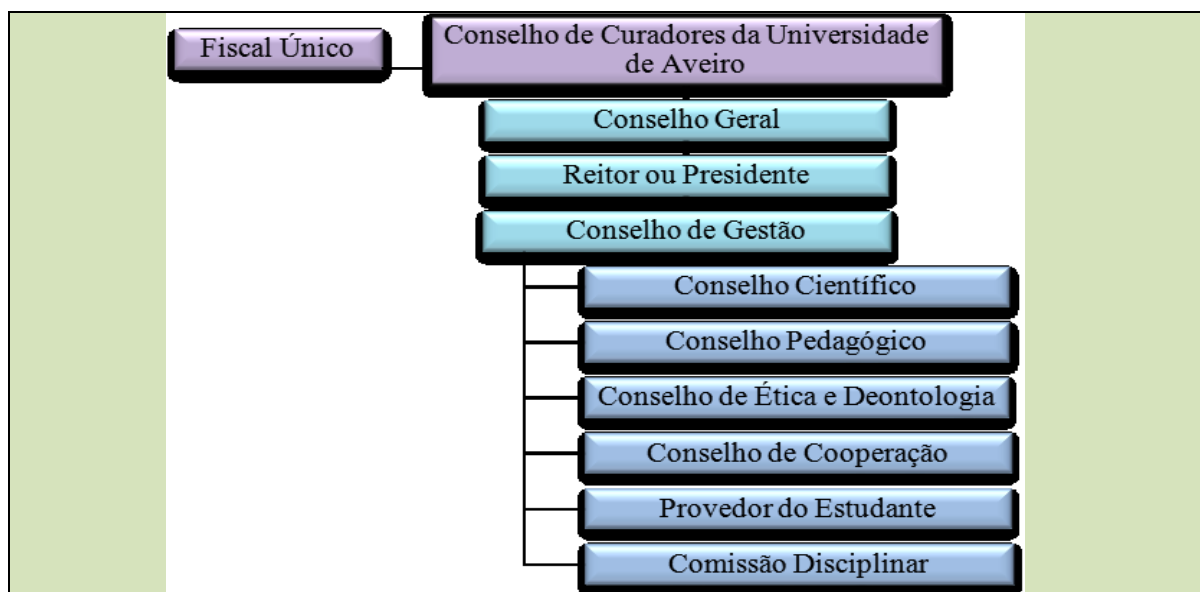 Fiscal Único
Conselho de Curadores da Universidade
de Aveiro
Conselho Geral
Reitor ou Presidente
Conselho de Gestão
Conselho Científico
Conselho Pedagógico
Conselho de Ética e Deontologia
Conselho de Cooperação
Provedor do Estudante
Comissão Disciplinar